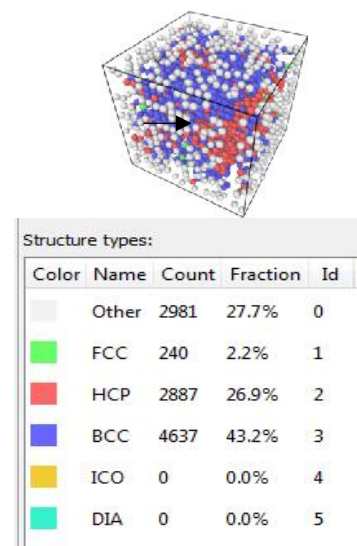 Structure types:
Color Name Count Fraction Id
Other 2981 27.7% 0
FCC 240 2.2% 1
HCP 2887 26.9% 2
BCC 4637 43.2% 3
ICO 0 0.0% 4
DIA 0 0.0% 5